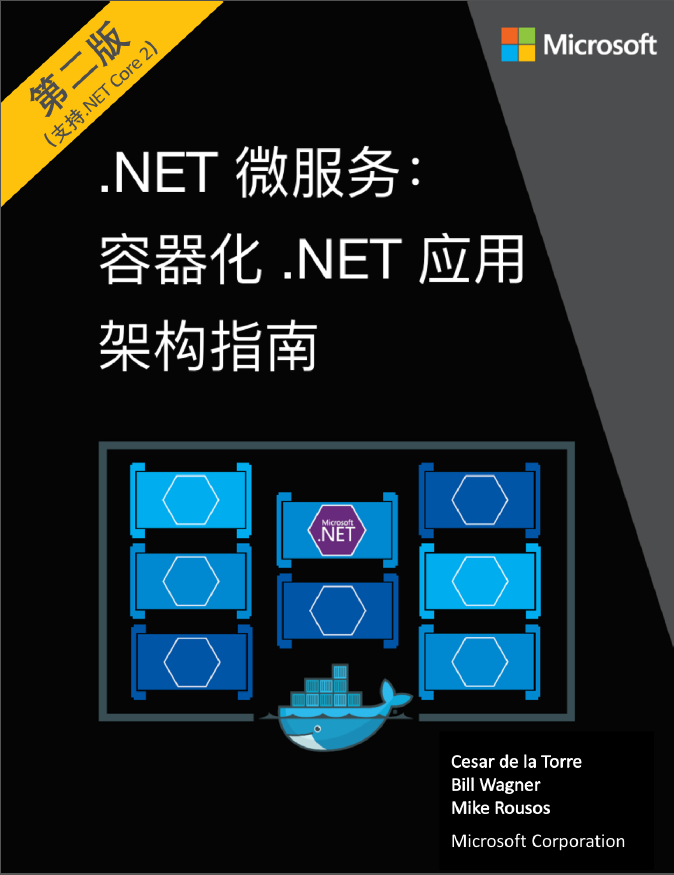 第二版
(支持.NET Core 2)
Microsoft
.NET 微服务：
容器化 .NET 应用
架构指南
Microsoft
.NET
Cesar de la Torre
Bill Wagner
Mike Rousos
Microsoft Corporation